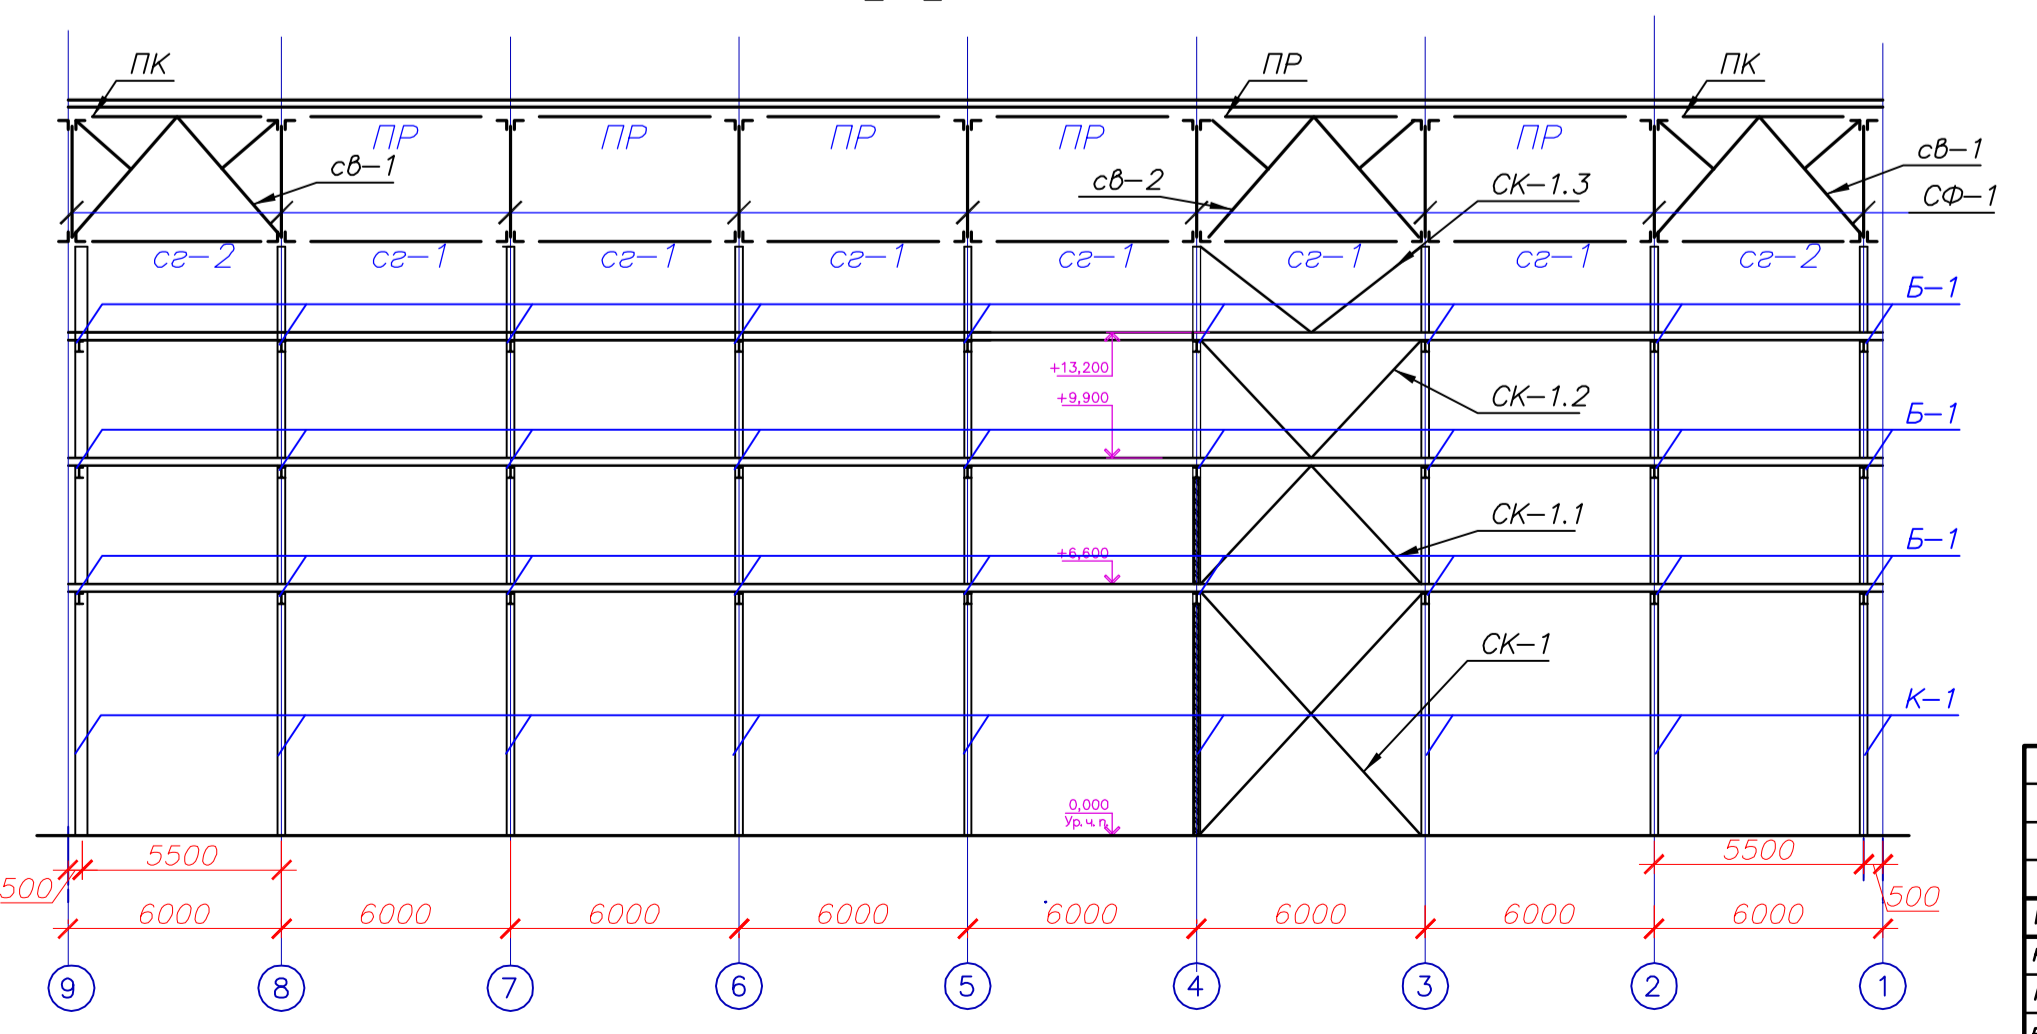 ПК
ПР
ПК
ПР
ПР
ПР
ПР
ПР
св-1
св-2
СК-1.3
св-1
СФ-1
сг-2
сг-1
сг-1
сг-1
сг-1
сг-1
сг-1
сг-2
Б-1
+13,200
+9,900
СК-1.2
Б-1
СК-1.1
+6,600
Б-1
СК-1
К-1
0,000
Ур.ч.п.
5500
5500
500
500
6000
6000
6000
6000
6000
6000
6000
6000
9
8
7
6
5
4
3
2
1